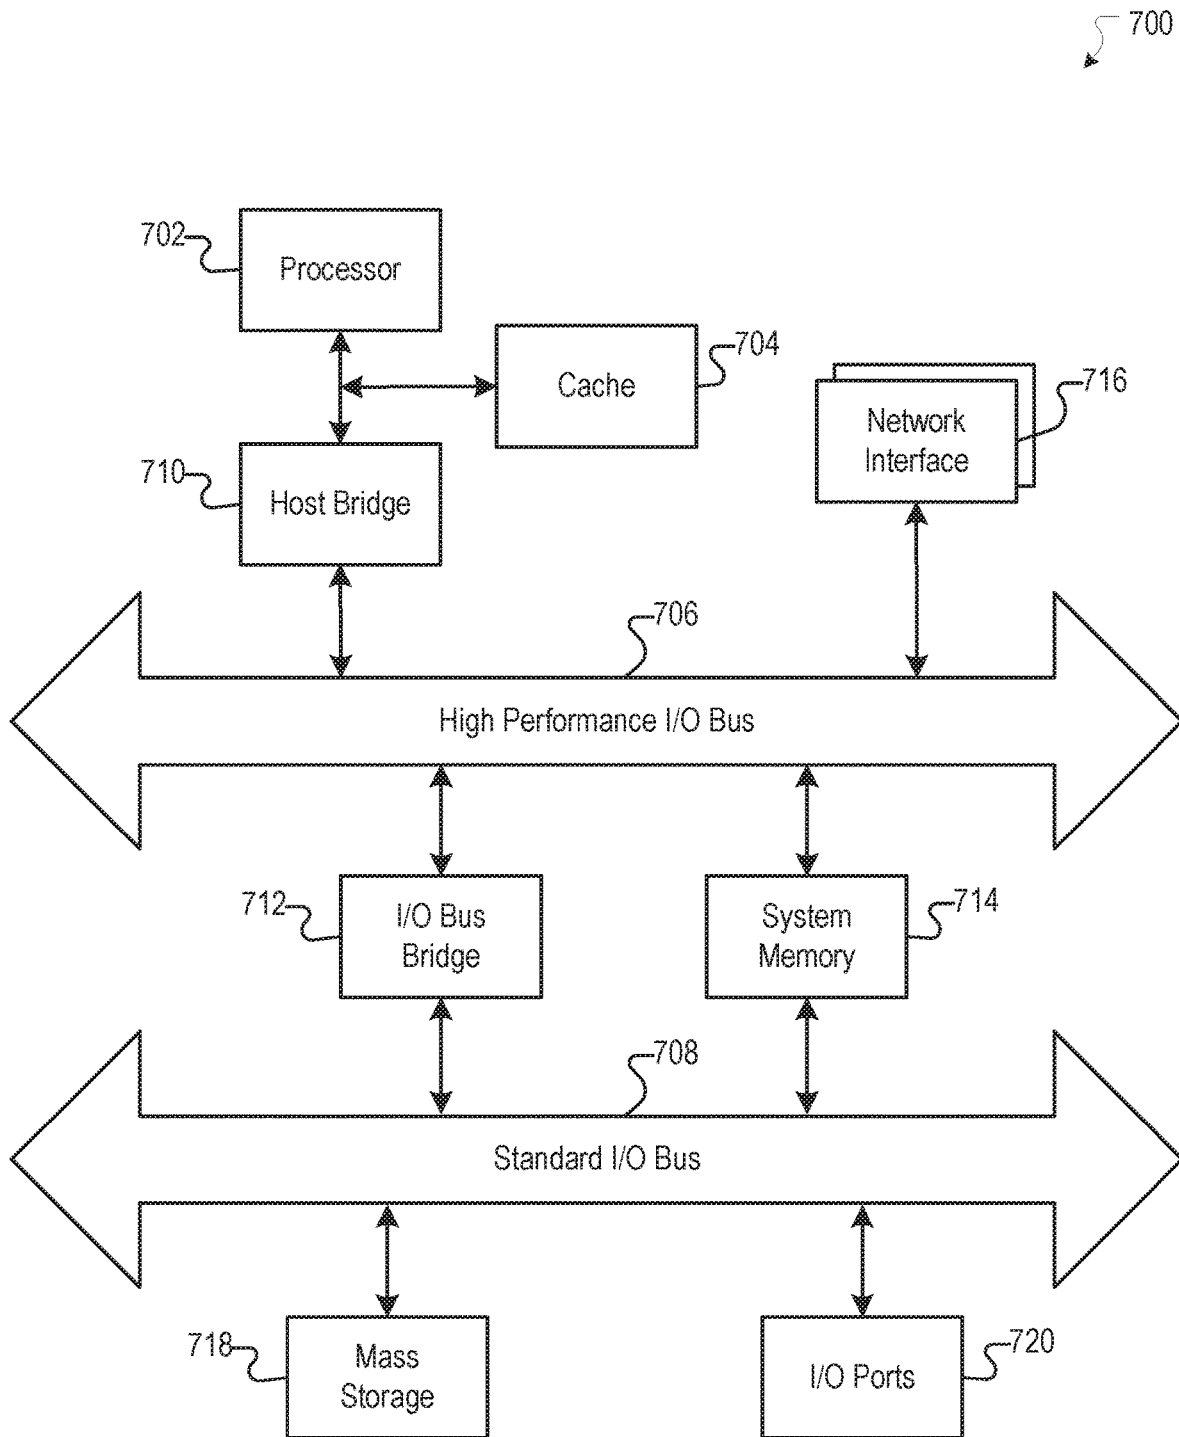 700
702
Processor
704
Cache
716
Network
Interface
710
Host Bridge
706
High Performance I/O Bus
712
I/O Bus
Bridge
714
System
Memory
708
Standard I/O Bus
718
Mass
Storage
720
I/O Ports